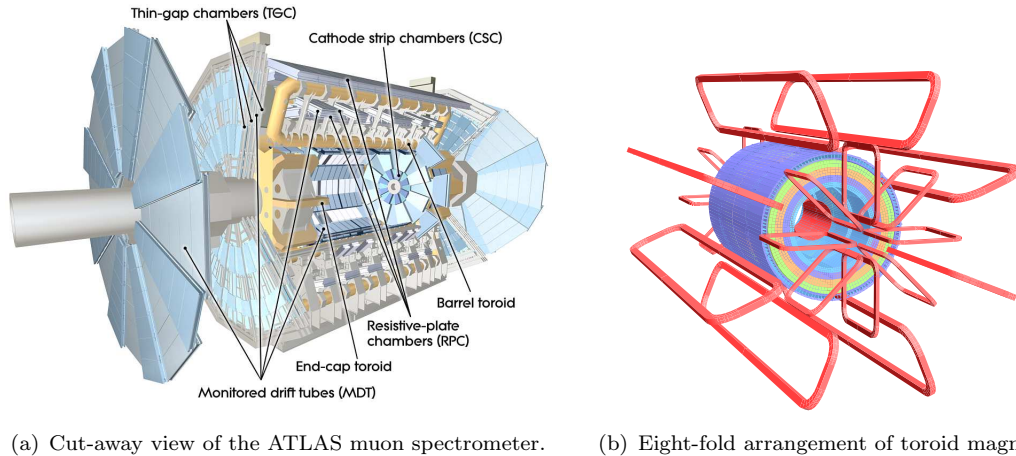 Thin-gap chambers (TGC)
Cathode strip chambers (CSC)
Barrel toroid
Resistive-plate
chambers (RPC)
End-cap toroid
Monitored drift tubes (MDT)
(a) Cut-away view of the ATLAS muon spectrometer.
(b) Eight-fold arrangement of toroid magn